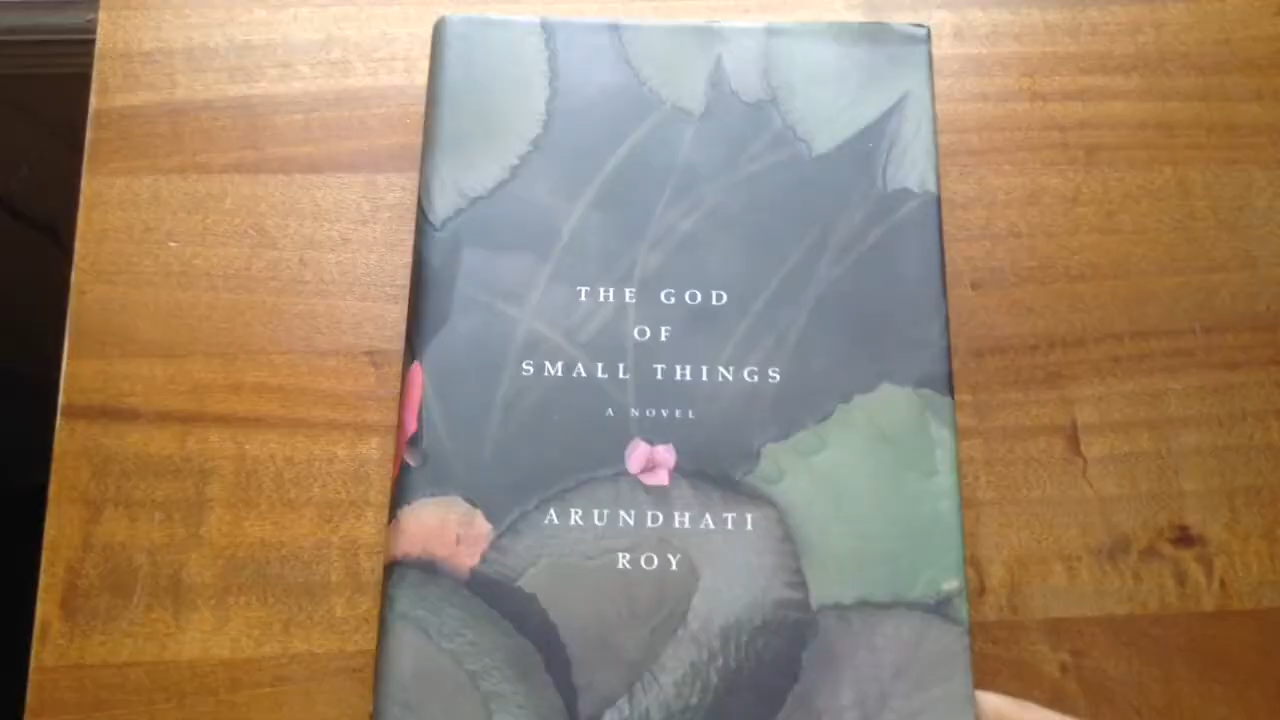 THE GOD
OF
SMALL THINGS
A NOVEL
ARUNDHATI
ROY